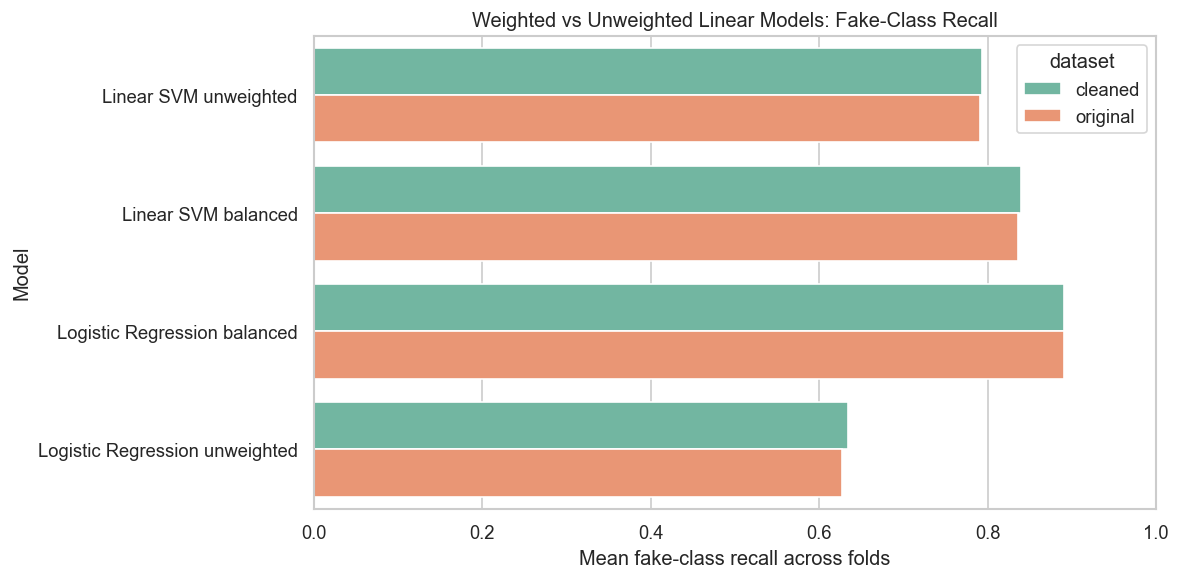 Weighted vs Unweighted Linear Models: Fake-Class Recall
dataset
cleaned
original
Model
Linear SVM unweighted
Linear SVM balanced
Logistic Regression balanced
Logistic Regression unweighted
0.0 0.2 0.4 0.6 0.8 1.0
Mean fake-class recall across folds